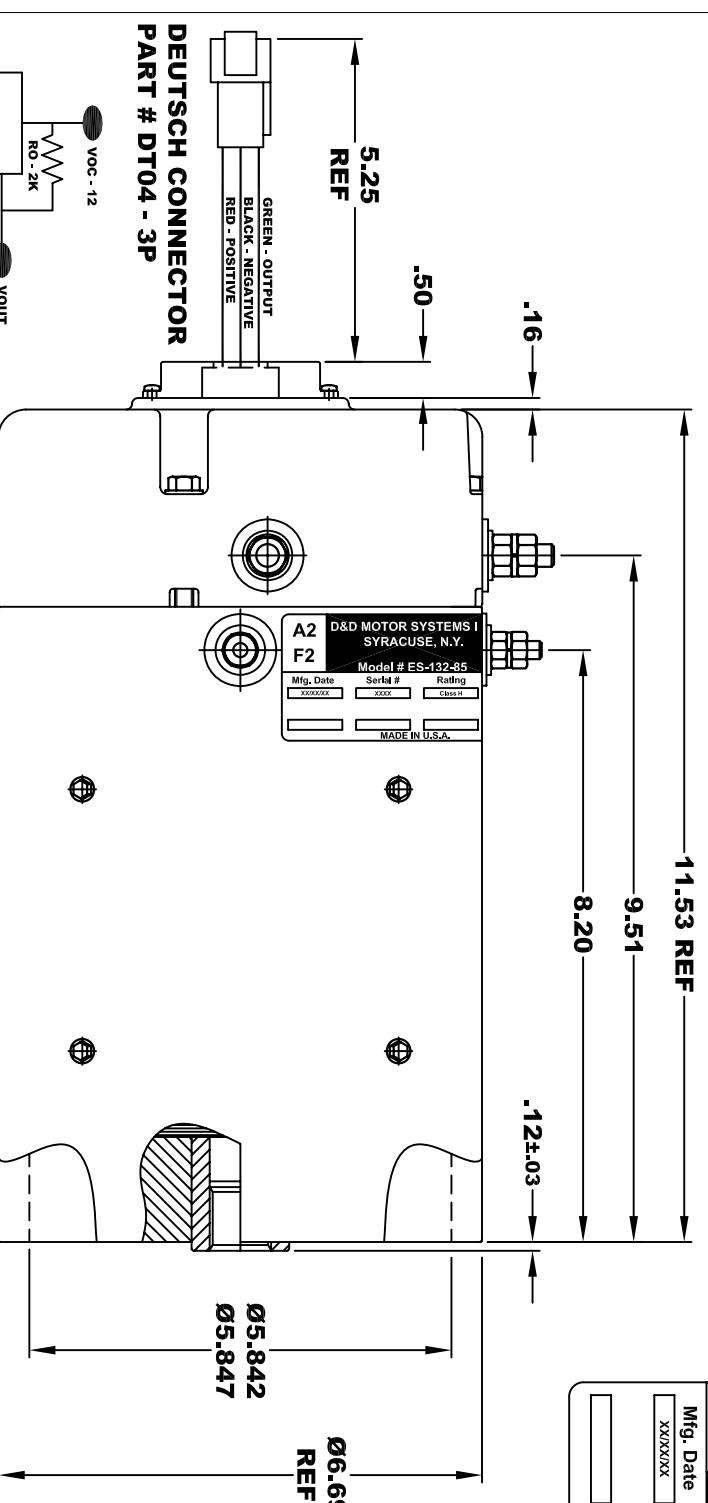 DEUTSCH CONNECTOR
PART # DT04 - 3P
VOC - 12
RO - 2K
VOUT
5.25
REF
GREEN - OUTPUT
BLACK - NEGATIVE
RED - POSITIVE
.50
.16
11.53 REF
9.51
8.20
.12±.03
A2
F2
D&D MOTOR SYSTEMS I
SYRACUSE, N.Y.
Model # ES-132-85
Mfg. Date Serial # Rating
XX/XX/XX XXXX Class H
MADE IN U.S.A.
Ø5.842
Ø5.847
Ø6.69
REF
Mfg. Date
XX/XX/XX